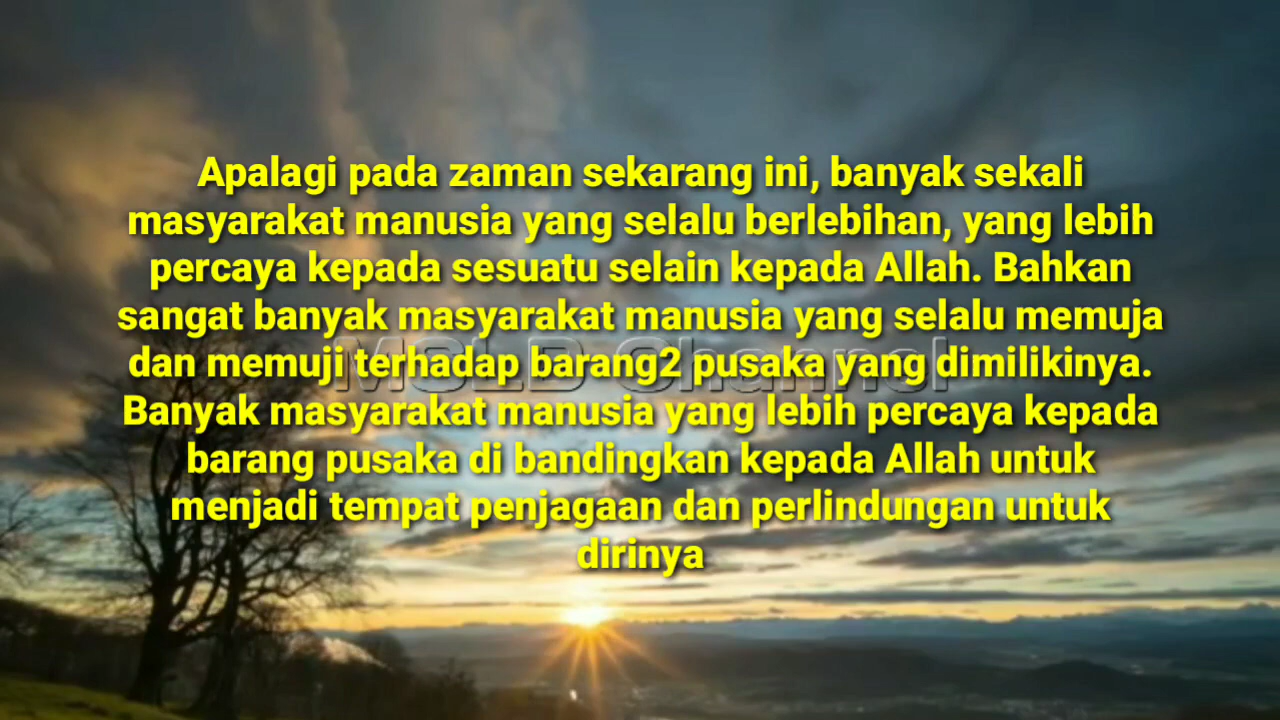 Apalagi pada zaman sekarang ini, banyak sekali
masyarakat manusia yang selalu berlebihan, yang lebih
percaya kepada sesuatu selain kepada Allah. Bahkan
sangat banyak masyarakat manusia yang selalu memuja
dan memuji terhadap barang2 pusaka yang dimilikinya.
MSLB Channel
Banyak masyarakat manusia yang lebih percaya kepada
barang pusaka di bandingkan kepada Allah untuk
menjadi tempat penjagaan dan perlindungan untuk
dirinya